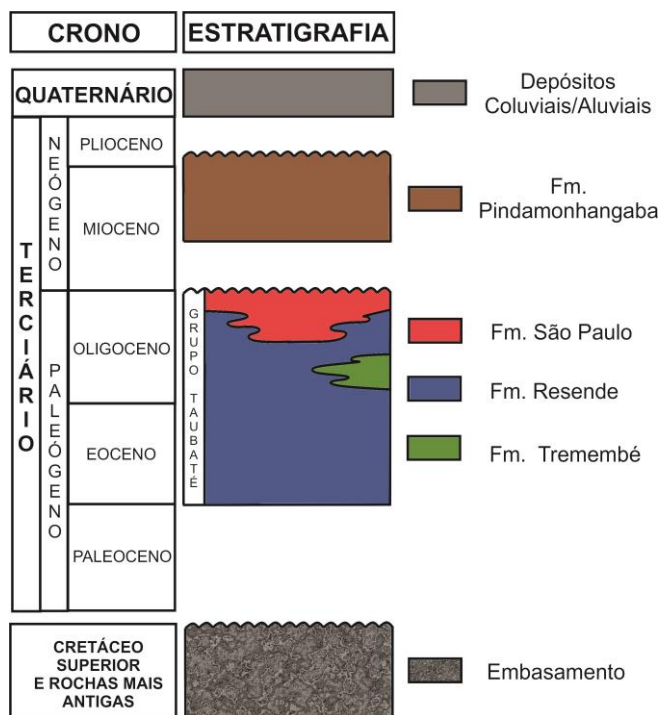 CRONO
ESTRATIGRAFIA
QUATERNÁRIO
Depósitos
Coluviais/Aluviais
TERCIÁRIO
NEÓGENO
PLIOCENO
MIOCENO
Fm.
Pindamonhangaba
PALEÓGENO
OLIGOCENO
EOCENO
PALEOCENO
GRUPO TAUBATÉ
Fm. São Paulo
Fm. Resende
Fm. Tremembé
CRETÁCEO
SUPERIOR
E ROCHAS MAIS
ANTIGAS
Embasamento